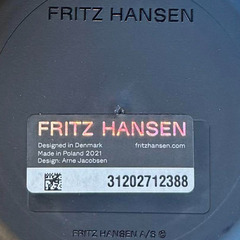 FRITZ HANSEN
FRITZ HANSEN
Designed in Denmark
fritzhansen.com
Made in Poland 2021
Design: Arne Jacobsen
31202712388
FRITZ HANSEN A/S ©